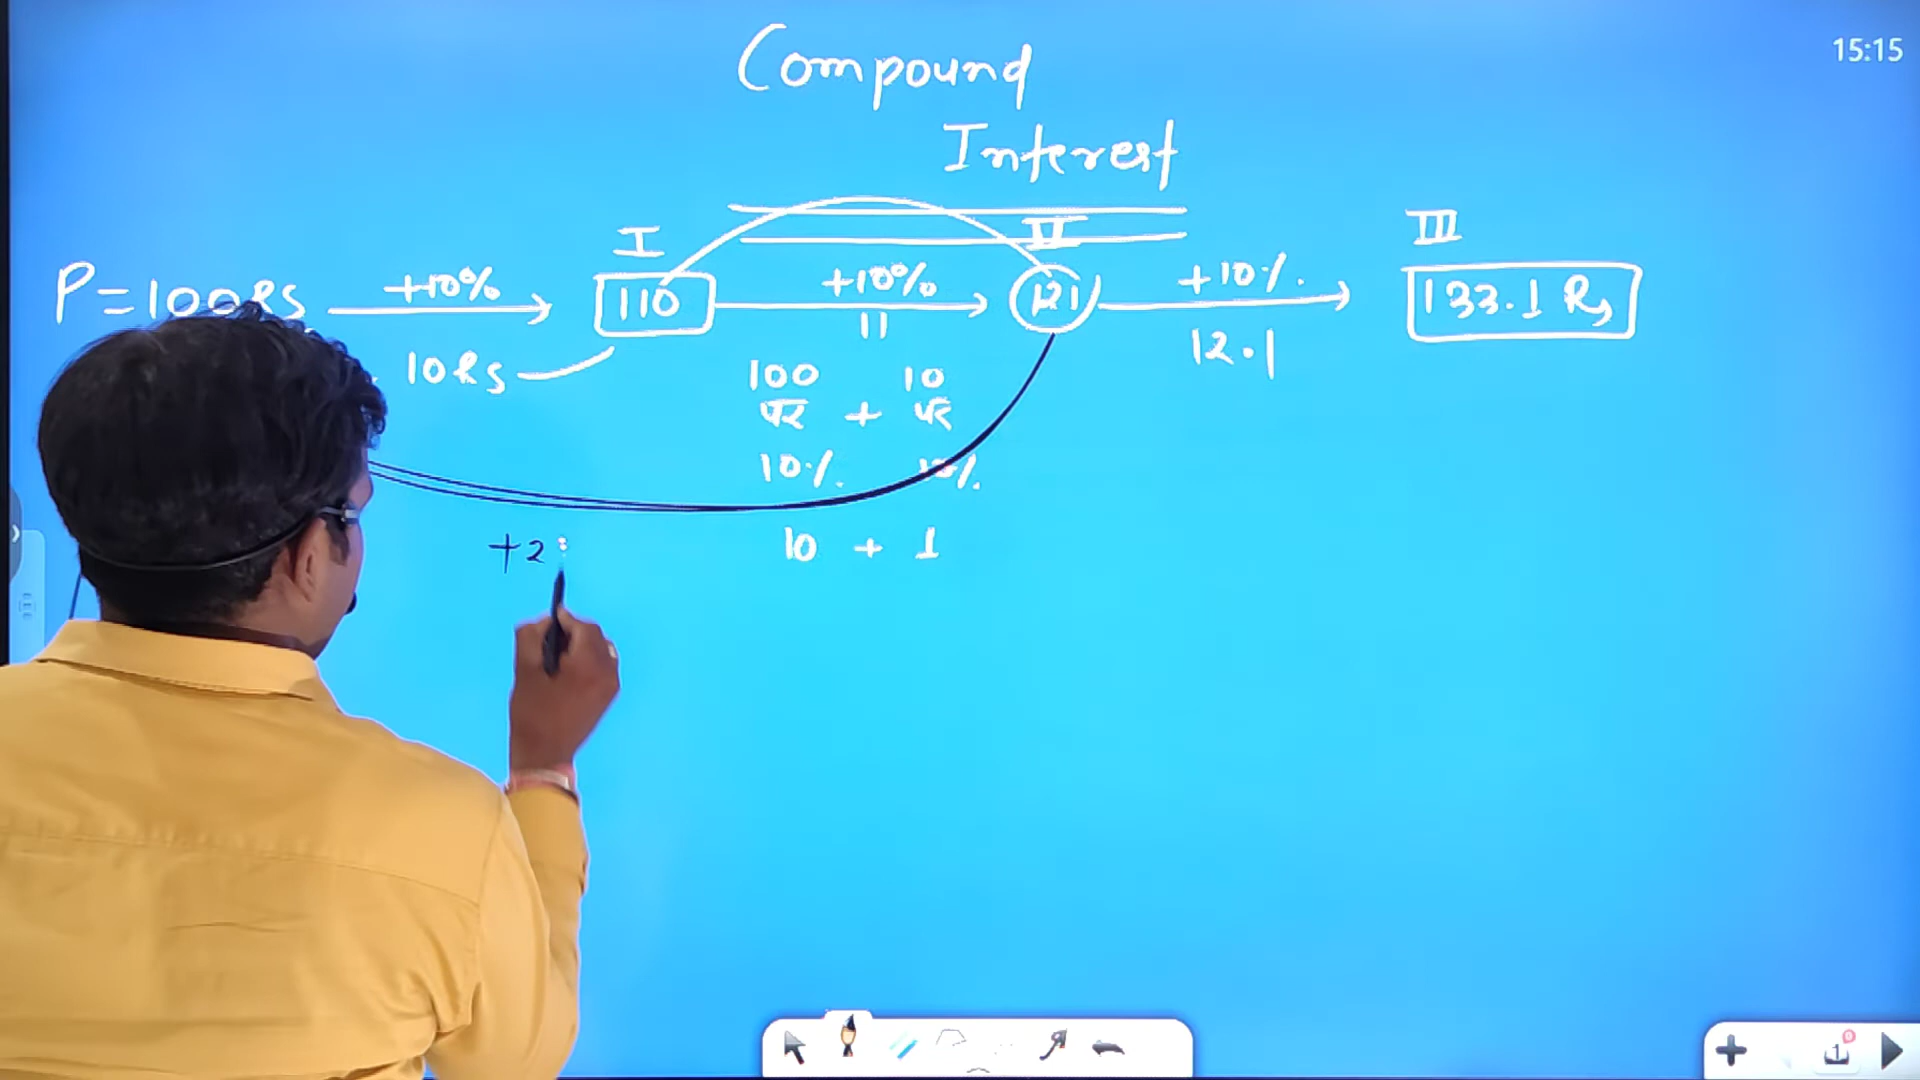 15:15
Compound
Interest
I II III
P=100RS +10% 110 +10% 121 +10%. 133.1 Rs
10Rs 11 12.1
100 10
पर + पर
10% 10%
+2 10 + 1